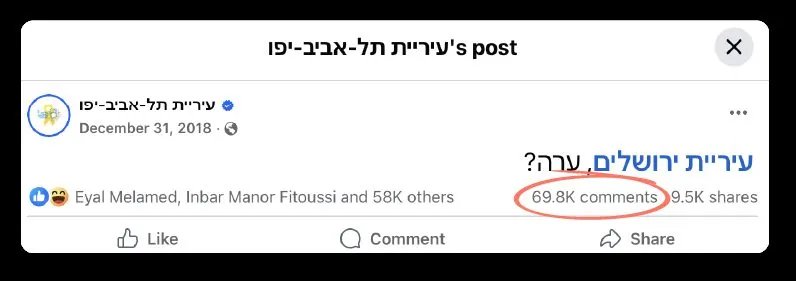 עיריית תל-אביב-יפו's post
עיריית תל-אביב-יפו
December 31, 2018 ·
עיריית ירושלים, ערה?
Eyal Melamed, Inbar Manor Fitoussi and 58K others
69.8K comments
9.5K shares
Like
Comment
Share